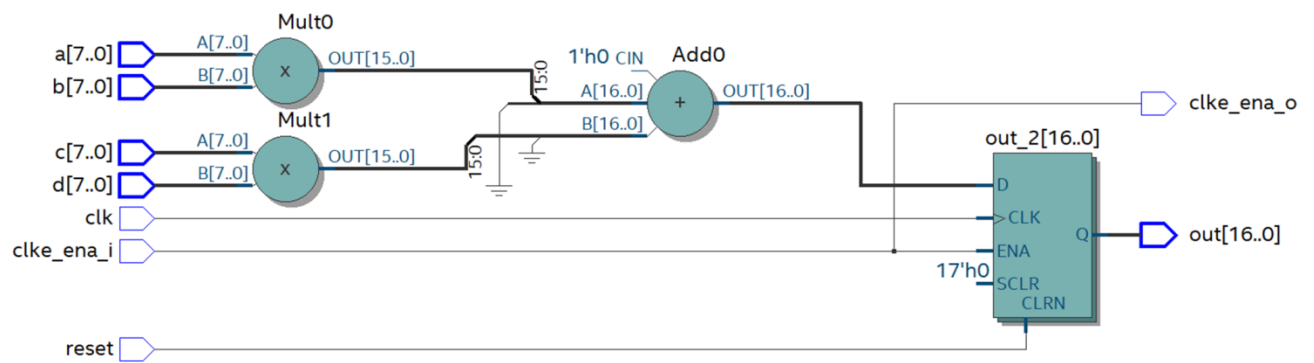 Mult0
a[7..0]
A[7..0]
b[7..0]
B[7..0]
x
OUT[15..0]
15:0
1'h0 CIN
Add0
A[16..0]
B[16..0]
+
OUT[16..0]
clke_ena_o
Mult1
c[7..0]
A[7..0]
d[7..0]
B[7..0]
x
OUT[15..0]
15:0
out_2[16..0]
D
clk
CLK
clke_ena_i
ENA
17'h0
SCLR
CLRN
Q
out[16..0]
reset